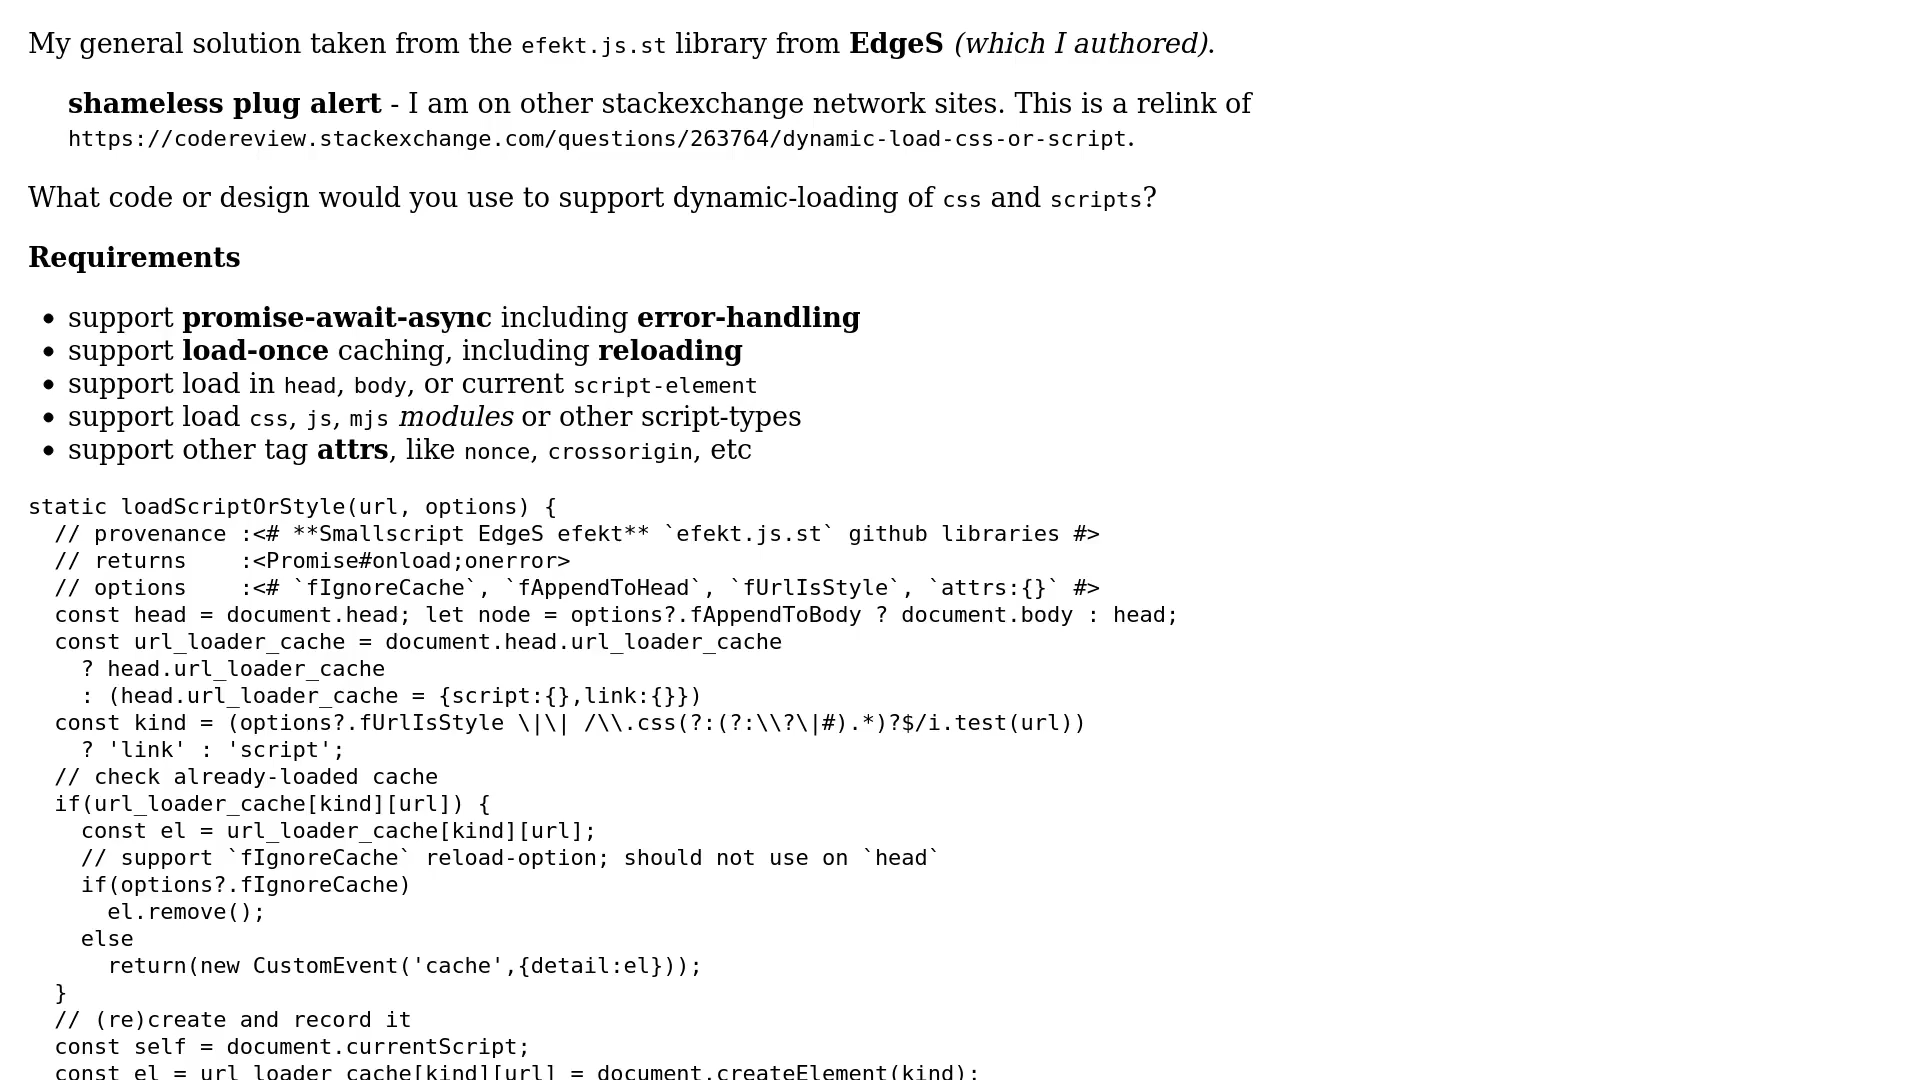 My general solution taken from the efekt.js.st library from EdgeS (which I authored).
shameless plug alert - I am on other stackexchange network sites. This is a relink of
https://codereview.stackexchange.com/questions/263764/dynamic-load-css-or-script.
What code or design would you use to support dynamic-loading of css and scripts?
Requirements
• support promise-await-async including error-handling
• support load-once caching, including reloading
• support load in head, body, or current script-element
• support load css, js, mjs modules or other script-types
• support other tag attrs, like nonce, crossorigin, etc
static loadScriptOrStyle(url, options) {
  // provenance :<# **Smallscript EdgeS efekt** `efekt.js.st` github libraries #>
  // returns    :<Promise#onload;onerror>
  // options    :<# `fIgnoreCache`, `fAppendToHead`, `fUrlIsStyle`, `attrs:{}` #>
  const head = document.head; let node = options?.fAppendToBody ? document.body : head;
  const url_loader_cache = document.head.url_loader_cache
    ? head.url_loader_cache
    : (head.url_loader_cache = {script:{},link:{}})
  const kind = (options?.fUrlIsStyle \|\| /\\.css(?:(?:\\?\|#).*)?$/i.test(url))
    ? 'link' : 'script';
  // check already-loaded cache
  if(url_loader_cache[kind][url]) {
    const el = url_loader_cache[kind][url];
    // support `fIgnoreCache` reload-option; should not use on `head`
    if(options?.fIgnoreCache)
      el.remove();
    else
      return(new CustomEvent('cache',{detail:el}));
  }
  // (re)create and record it
  const self = document.currentScript;
  const el = url_loader_cache[kind][url] = document.createElement(kind);